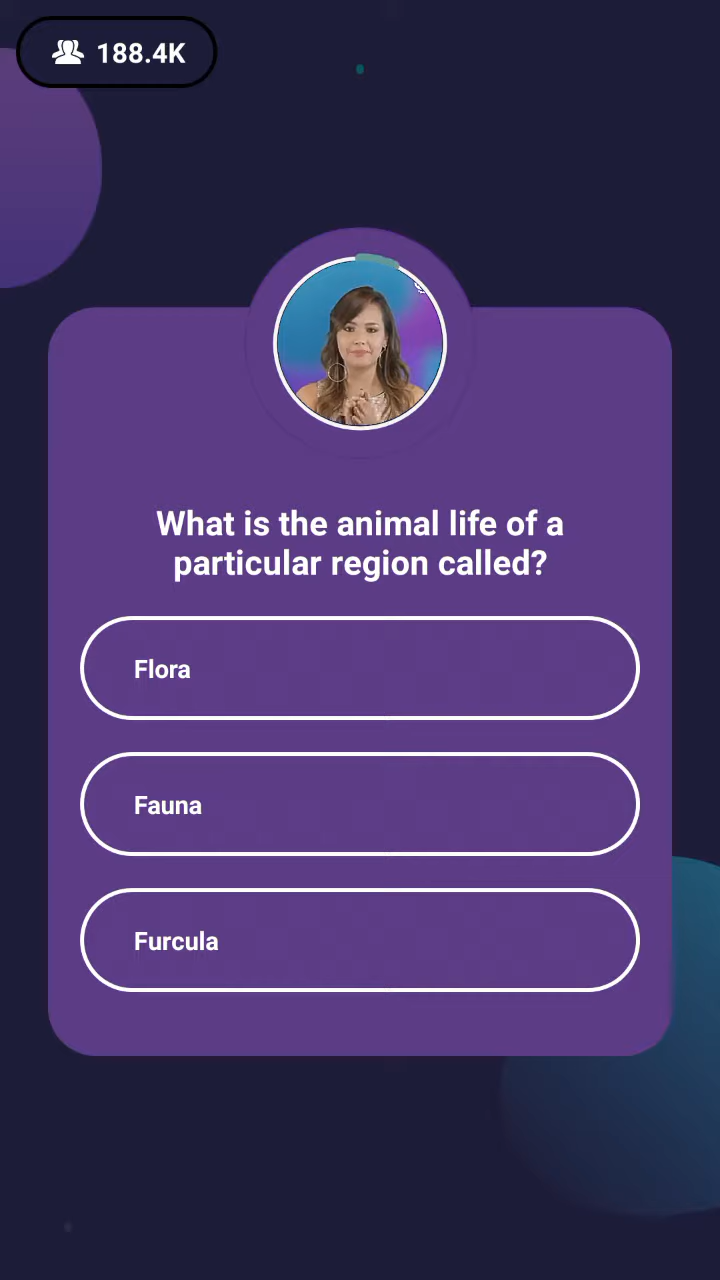 188.4K
What is the animal life of a
particular region called?
Flora
Fauna
Furcula